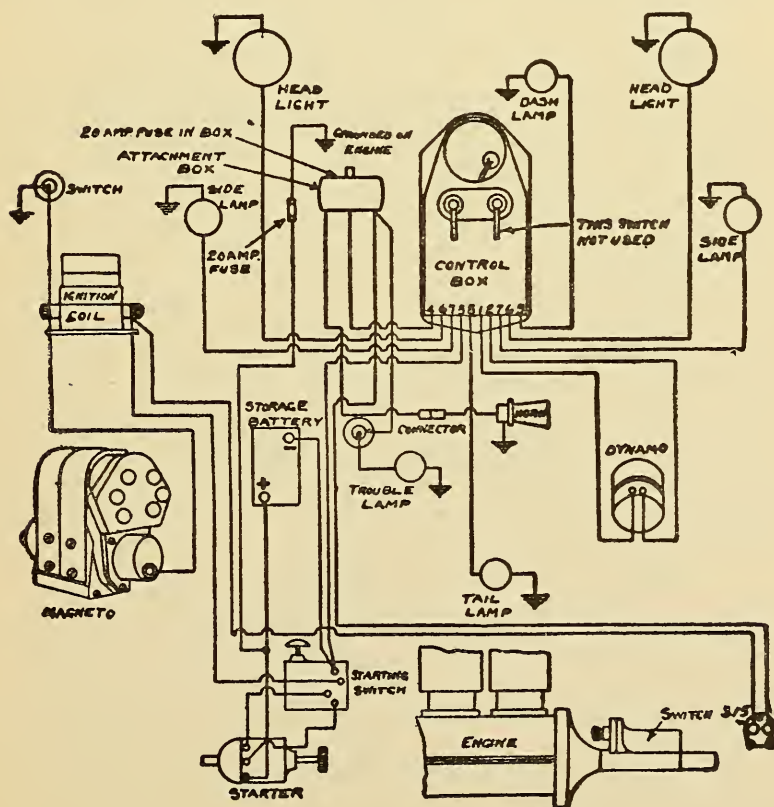 HEAD
LIGHT
DASH
LAMP
HEAD
LIGHT
20 AMP. FUSE IN BOX
GROUNDED ON
ENGINE
ATTACHMENT
BOX
SWITCH
SIDE
LAMP
20 AMP.
FUSE
THIS SWITCH
NOT USED
SIDE
LAMP
CONTROL
BOX
IGNITION
COIL
STORAGE
BATTERY
−
+
CONNECTOR
HORN
DYNAMO
TROUBLE
LAMP
MAGNETO
TAIL
LAMP
STARTING
SWITCH
SWITCH
ENGINE
STARTER